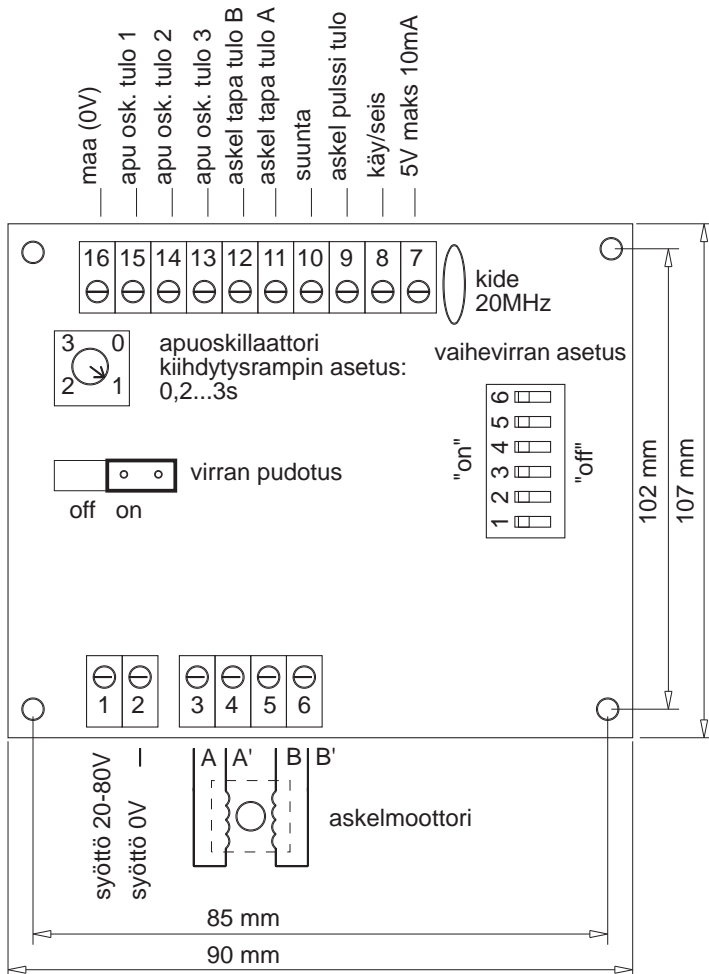 maa (0V)
apu osk. tulo 1
apu osk. tulo 2
apu osk. tulo 3
askel tapa tulo B
askel tapa tulo A
suunta
askel pulssi tulo
käy/seis
5V maks 10mA
16 15 14 13 12 11 10 9 8 7
kide
20MHz
3 0
2 1
apuoskillaattori
kiihdytysrampin asetus:
0,2...3s
vaihevirran asetus
"on"
1 2 3 4 5 6
"off"
virran pudotus
off on
102 mm
107 mm
1 2 3 4 5 6
A A' B B'
syöttö 20-80V
syöttö 0V
askelmoottori
85 mm
90 mm